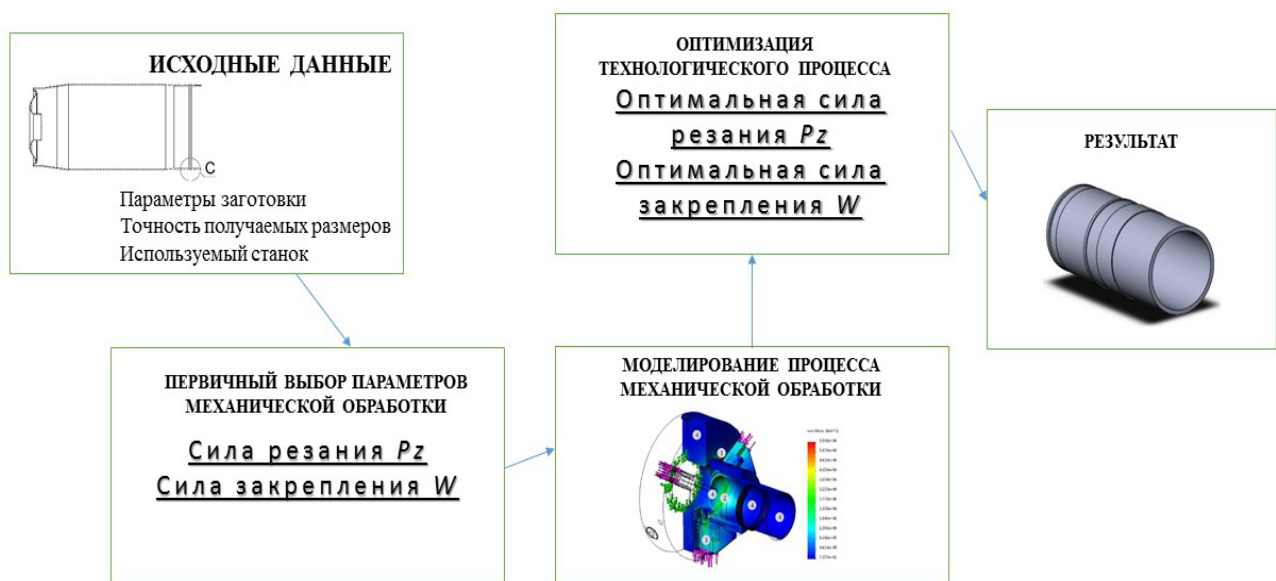 ИСХОДНЫЕ ДАННЫЕ
C
Параметры заготовки
Точность получаемых размеров
Используемый станок
ПЕРВИЧНЫЙ ВЫБОР ПАРАМЕТРОВ
МЕХАНИЧЕСКОЙ ОБРАБОТКИ
Сила резания Pz
Сила закрепления W
МОДЕЛИРОВАНИЕ ПРОЦЕССА
МЕХАНИЧЕСКОЙ ОБРАБОТКИ
ОПТИМИЗАЦИЯ
ТЕХНОЛОГИЧЕСКОГО ПРОЦЕССА
Оптимальная сила
резания Pz
Оптимальная сила
закрепления W
РЕЗУЛЬТАТ